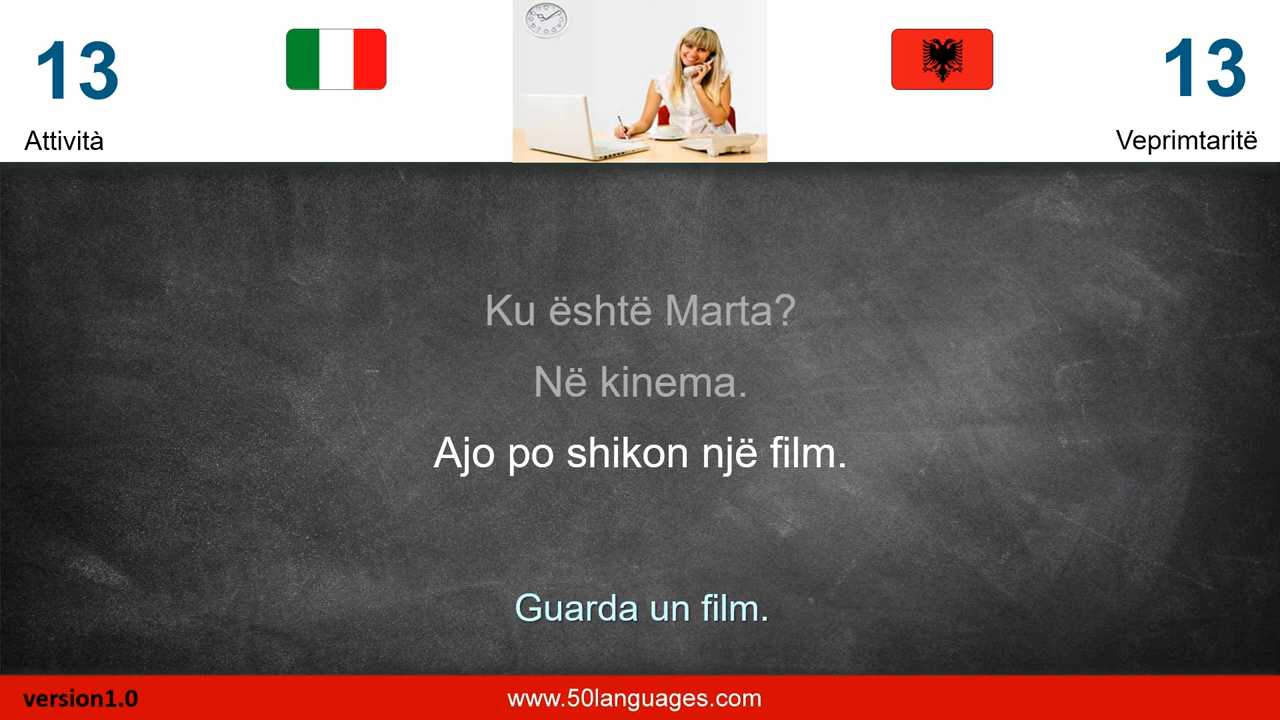 13
13
Attività
Veprimtaritë
Ku është Marta?
Në kinema.
Ajo po shikon një film.
Guarda un film.
version1.0
www.50languages.com